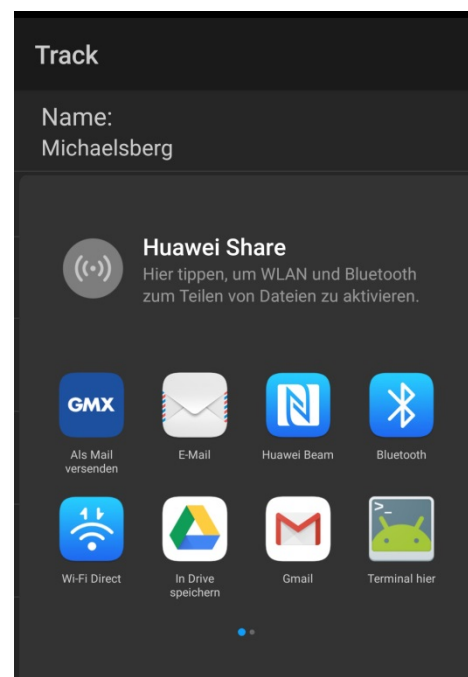 Track
Name:
Michaelsberg
Huawei Share
Hier tippen, um WLAN und Bluetooth
zum Teilen von Dateien zu aktivieren.
GMX
Als Mail
versenden
E-Mail
Huawei Beam
Bluetooth
Wi-Fi Direct
In Drive
speichern
Gmail
>_
Terminal hier